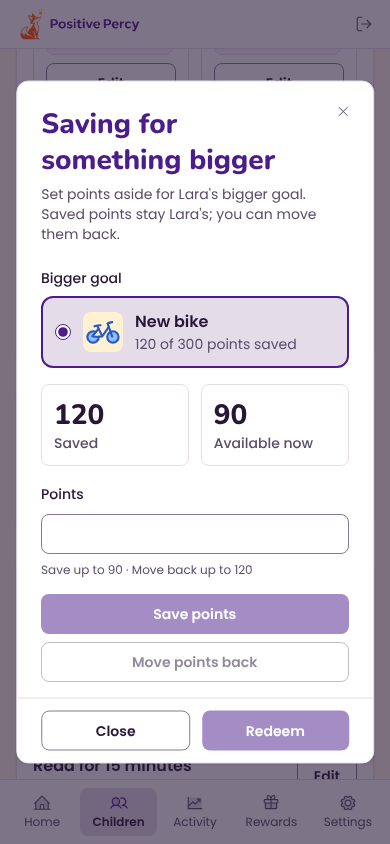 Positive Percy
Edit
Edit
Saving for
something bigger
Set points aside for Lara's bigger goal.
Saved points stay Lara's; you can move
them back.
Bigger goal
New bike
120 of 300 points saved
120
Saved
90
Available now
Points
Save up to 90 · Move back up to 120
Save points
Move points back
Close
Redeem
Read for 15 minutes
Edit
Home
Children
Activity
Rewards
Settings